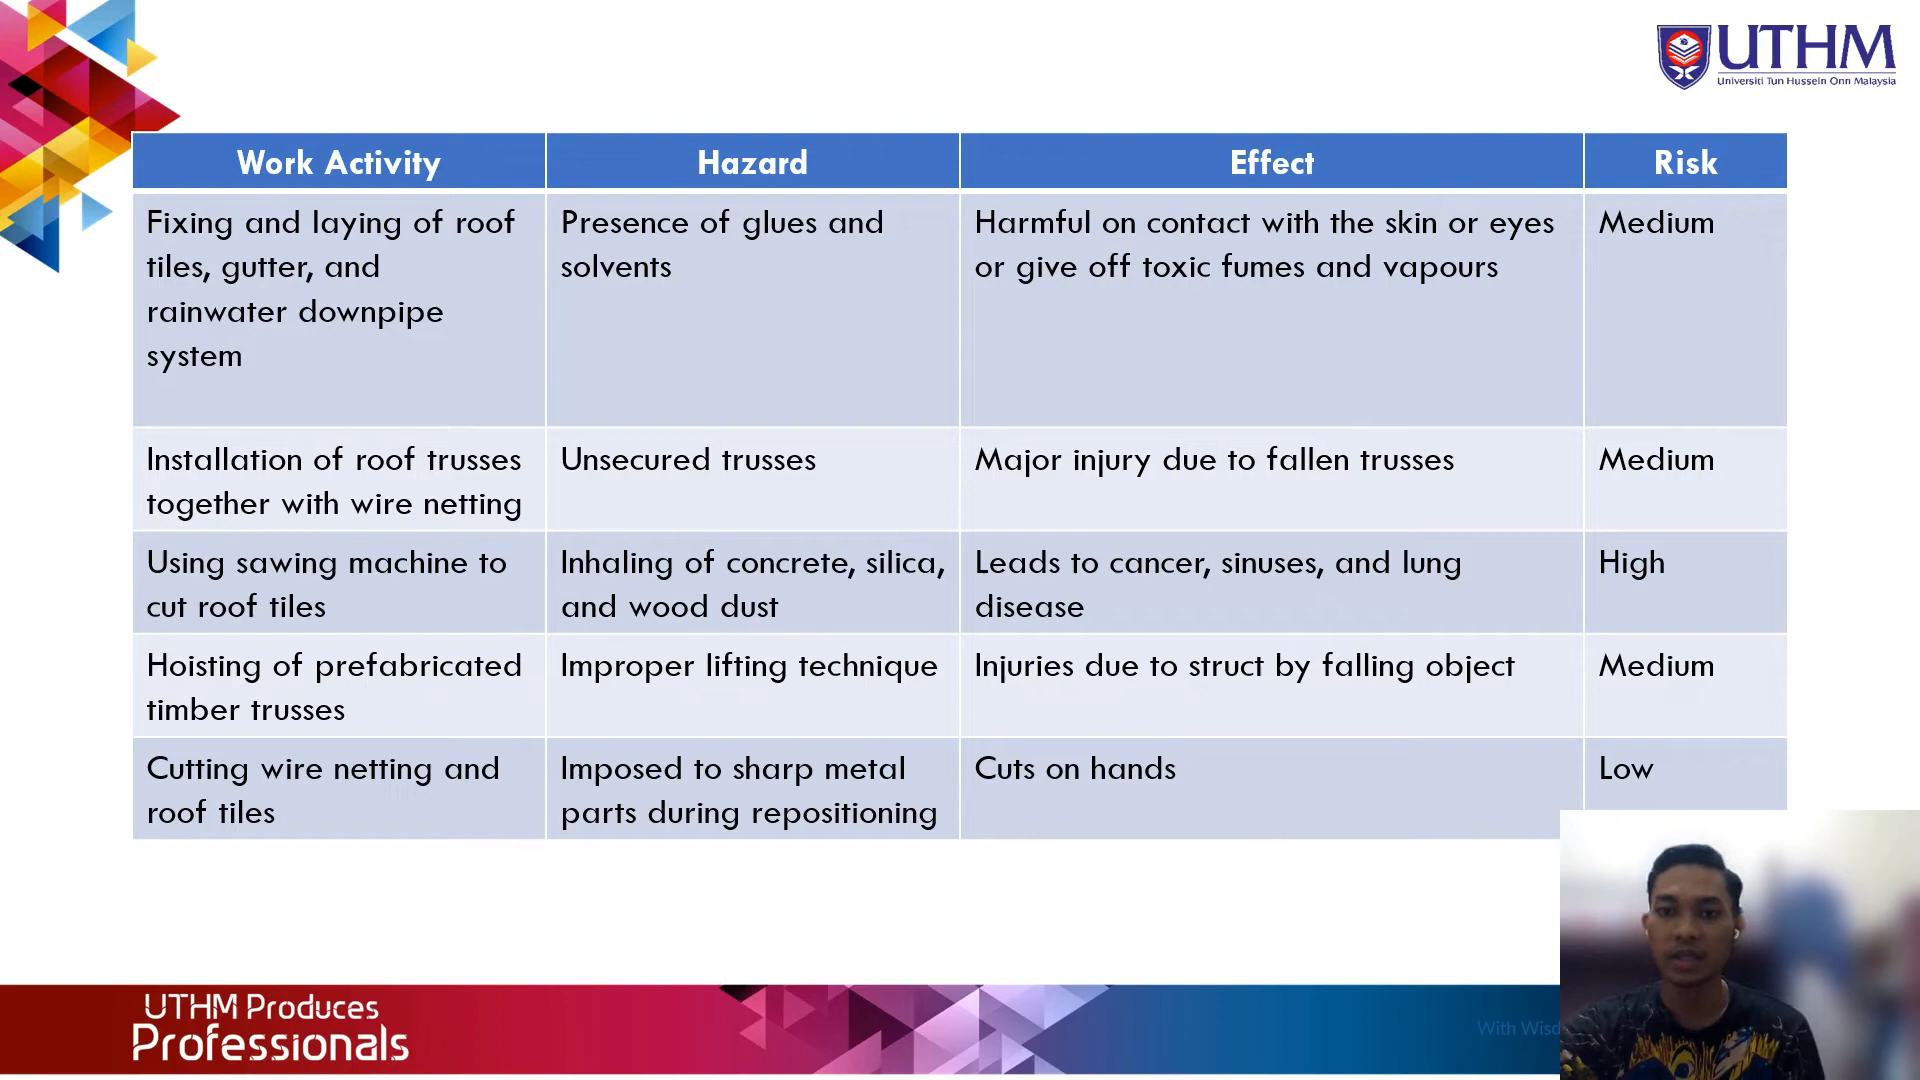 UTHM
Universiti Tun Hussein Onn Malaysia
Work Activity
Hazard
Effect
Risk
Fixing and laying of roof
tiles, gutter, and
rainwater downpipe
system
Presence of glues and
solvents
Harmful on contact with the skin or eyes
or give off toxic fumes and vapours
Medium
Installation of roof trusses
together with wire netting
Unsecured trusses
Major injury due to fallen trusses
Medium
Using sawing machine to
cut roof tiles
Inhaling of concrete, silica,
and wood dust
Leads to cancer, sinuses, and lung
disease
High
Hoisting of prefabricated
timber trusses
Improper lifting technique
Injuries due to struct by falling object
Medium
Cutting wire netting and
roof tiles
Imposed to sharp metal
parts during repositioning
Cuts on hands
Low
UTHM Produces
Professionals
With